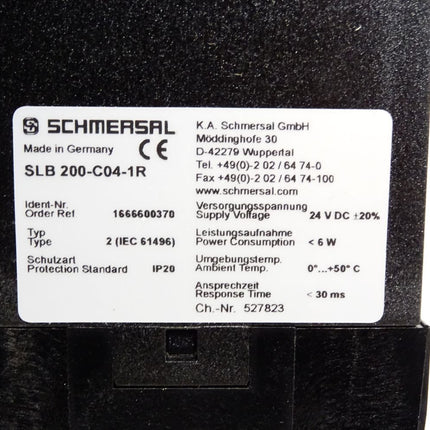 SCHMERSAL
Made in Germany CE
SLB 200-C04-1R
K.A. Schmersal GmbH
Möddinghofe 30
D-42279 Wuppertal
Tel. +49(0)-2 02 / 64 74-0
Fax +49(0)-2 02 / 64 74-100
www.schmersal.com
Ident-Nr.
Order Ref 1666600370
Typ
Type 2 (IEC 61496)
Schutzart
Protection Standard IP20
Versorgungsspannung
Supply Voltage 24 V DC ±20%
Leistungsaufnahme
Power Consumption < 6 W
Umgebungstemp.
Ambient Temp. 0°...+50° C
Ansprechzeit
Response Time < 30 ms
Ch.-Nr. 527823